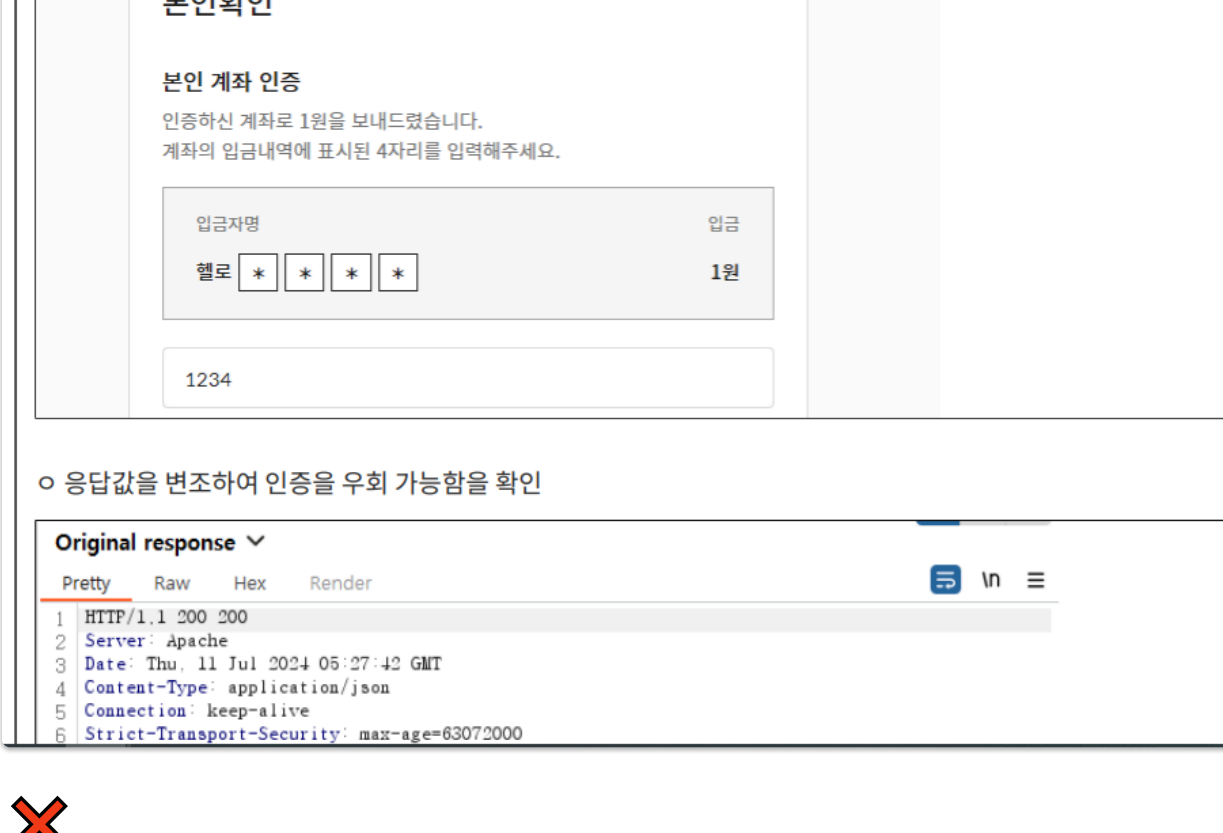 본인확인
본인 계좌 인증
인증하신 계좌로 1원을 보내드렸습니다.
계좌의 입금내역에 표시된 4자리를 입력해주세요.
입금자명 입금
헬로 * * * * 1원
1234
ㅇ 응답값을 변조하여 인증을 우회 가능함을 확인
Original response
Pretty Raw Hex Render \n
1 HTTP/1.1 200 200
2 Server: Apache
3 Date: Thu, 11 Jul 2024 05:27:42 GMT
4 Content-Type: application/json
5 Connection: keep-alive
6 Strict-Transport-Security: max-age=63072000